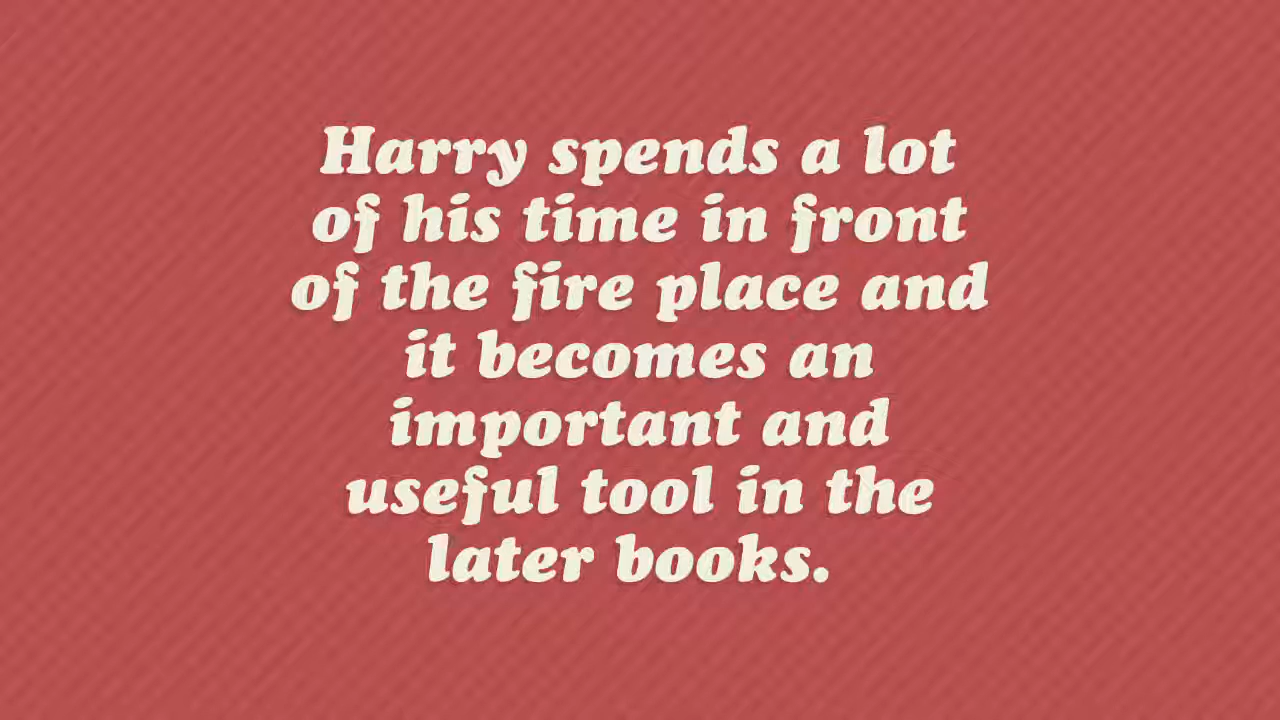 Harry spends a lot
of his time in front
of the fire place and
it becomes an
important and
useful tool in the
later books.